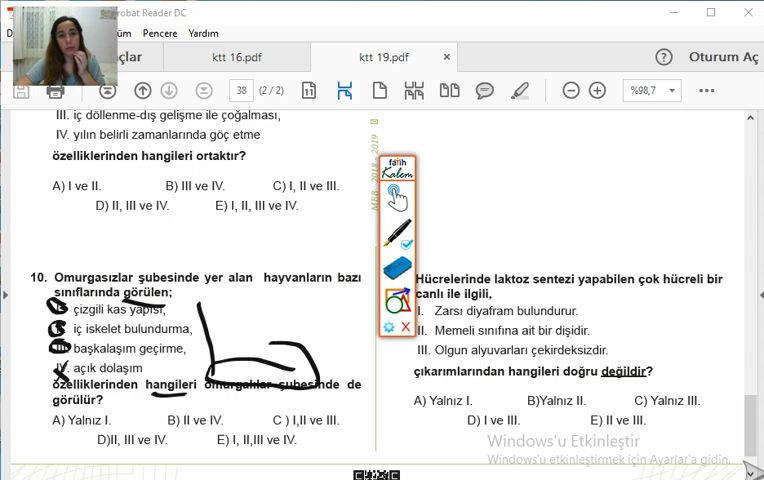 robat Reader DC
üm Pencere Yardım
çlar ktt 16.pdf ktt 19.pdf × ? Oturum Aç
38 (2 / 2) %98,7
III. iç döllenme-dış gelişme ile çoğalması,
IV. yılın belirli zamanlarında göç etme
özelliklerinden hangileri ortaktır?
A) I ve II. B) III ve IV. C) I, II ve III.
D) II, III ve IV. E) I, II, III ve IV.
MEB 2018 - 2019
fatih
Kalem
10. Omurgasızlar şubesinde yer alan hayvanların bazı
sınıflarında görülen;
çizgili kas yapısı,
iç iskelet bulundurma,
III. başkalaşım geçirme,
IV. açık dolaşım
özelliklerinden hangileri omurgalılar şubesinde de
görülür?
A) Yalnız I. B) II ve IV. C ) I,II ve III.
D)II, III ve IV. E) I, II,III ve IV.
Hücrelerinde laktoz sentezi yapabilen çok hücreli bir
canlı ile ilgili,
I. Zarsı diyafram bulundurur.
II. Memeli sınıfına ait bir dişidir.
III. Olgun alyuvarları çekirdeksizdir.
çıkarımlarından hangileri doğru değildir?
A) Yalnız I. B)Yalnız II. C) Yalnız III.
D) I ve III. E) II ve III.
Windows'u Etkinleştir
Windows'u etkinleştirmek için Ayarlar'a gidin.